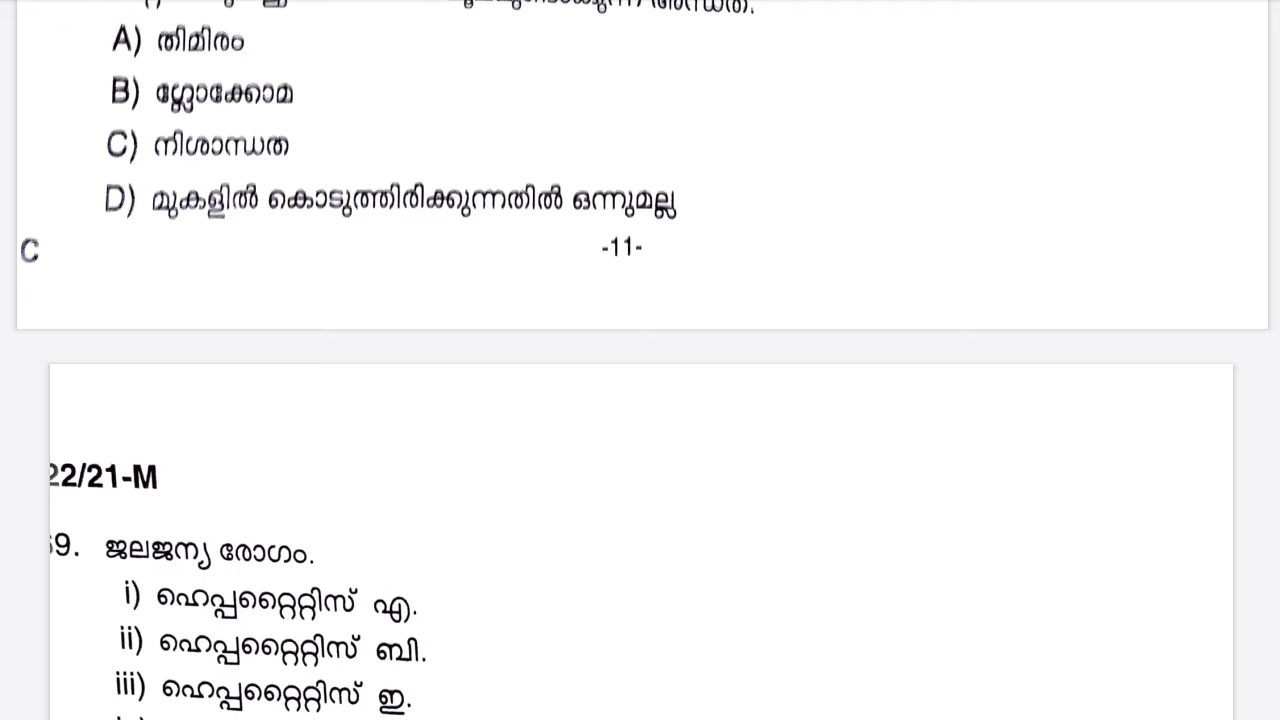 A) തിമിരം
B) ഗ്ലോക്കോമ
C) നിശാന്ധത
D) മുകളിൽ കൊടുത്തിരിക്കുന്നതിൽ ഒന്നുമല്ല
C
-11-
22/21-M
9. ജലജന്യ രോഗം.
i) ഹെപ്പറ്റൈറ്റിസ് എ.
ii) ഹെപ്പറ്റൈറ്റിസ് ബി.
iii) ഹെപ്പറ്റൈറ്റിസ് ഇ.